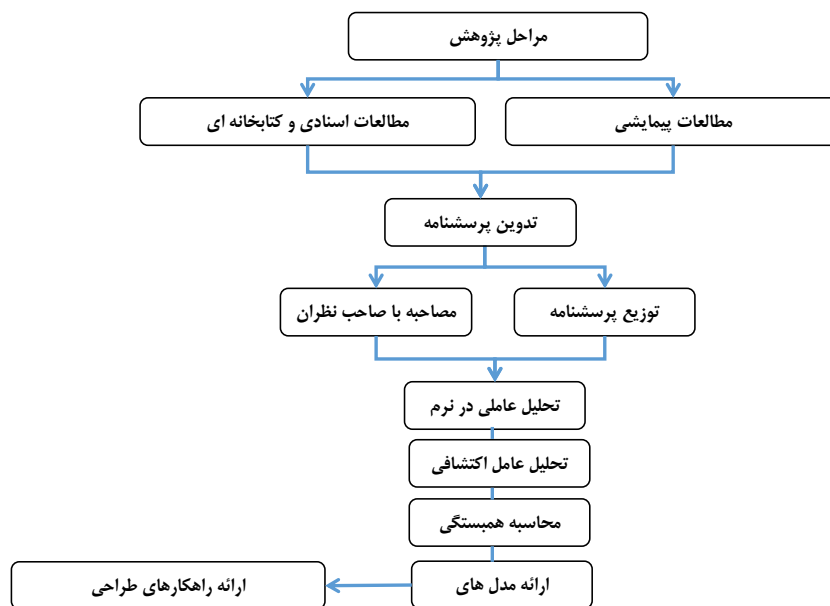 مراحل پژوهش
مطالعات پیمایشی
مطالعات اسنادی و کتابخانه ای
تدوین پرسشنامه
توزیع پرسشنامه
مصاحبه با صاحب نظران
تحلیل عاملی در نرم
تحلیل عامل اکتشافی
محاسبه همبستگی
ارائه مدل های
ارائه راهکارهای طراحی